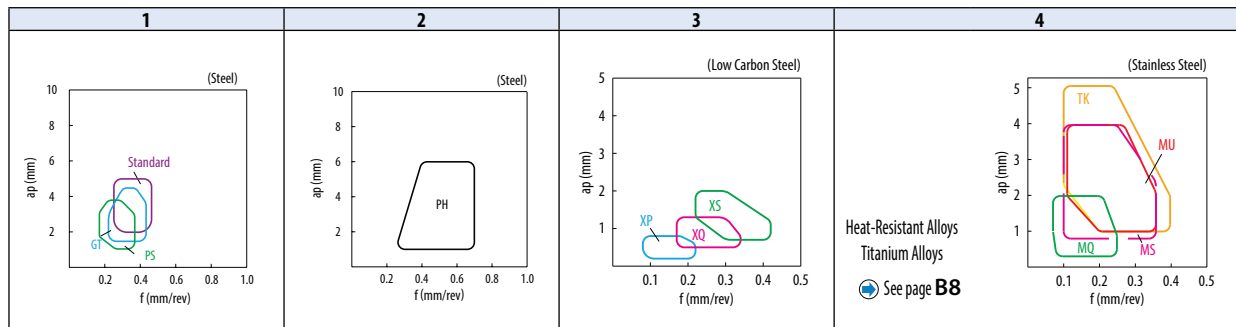 1
2
3
4
(Steel)
10
8
6
4
2
ap (mm)
Standard
GT
PS
0.2 0.4 0.6 0.8 1.0
f (mm/rev)
(Steel)
10
8
6
4
2
ap (mm)
PH
0.2 0.4 0.6 0.8 1.0
f (mm/rev)
(Low Carbon Steel)
5
4
3
2
1
ap (mm)
XS
XP
XQ
0.1 0.2 0.3 0.4 0.5
f (mm/rev)
Heat-Resistant Alloys
Titanium Alloys
See page B8
(Stainless Steel)
5
4
3
2
1
ap (mm)
TK
MU
MQ
MS
0.1 0.2 0.3 0.4 0.5
f (mm/rev)